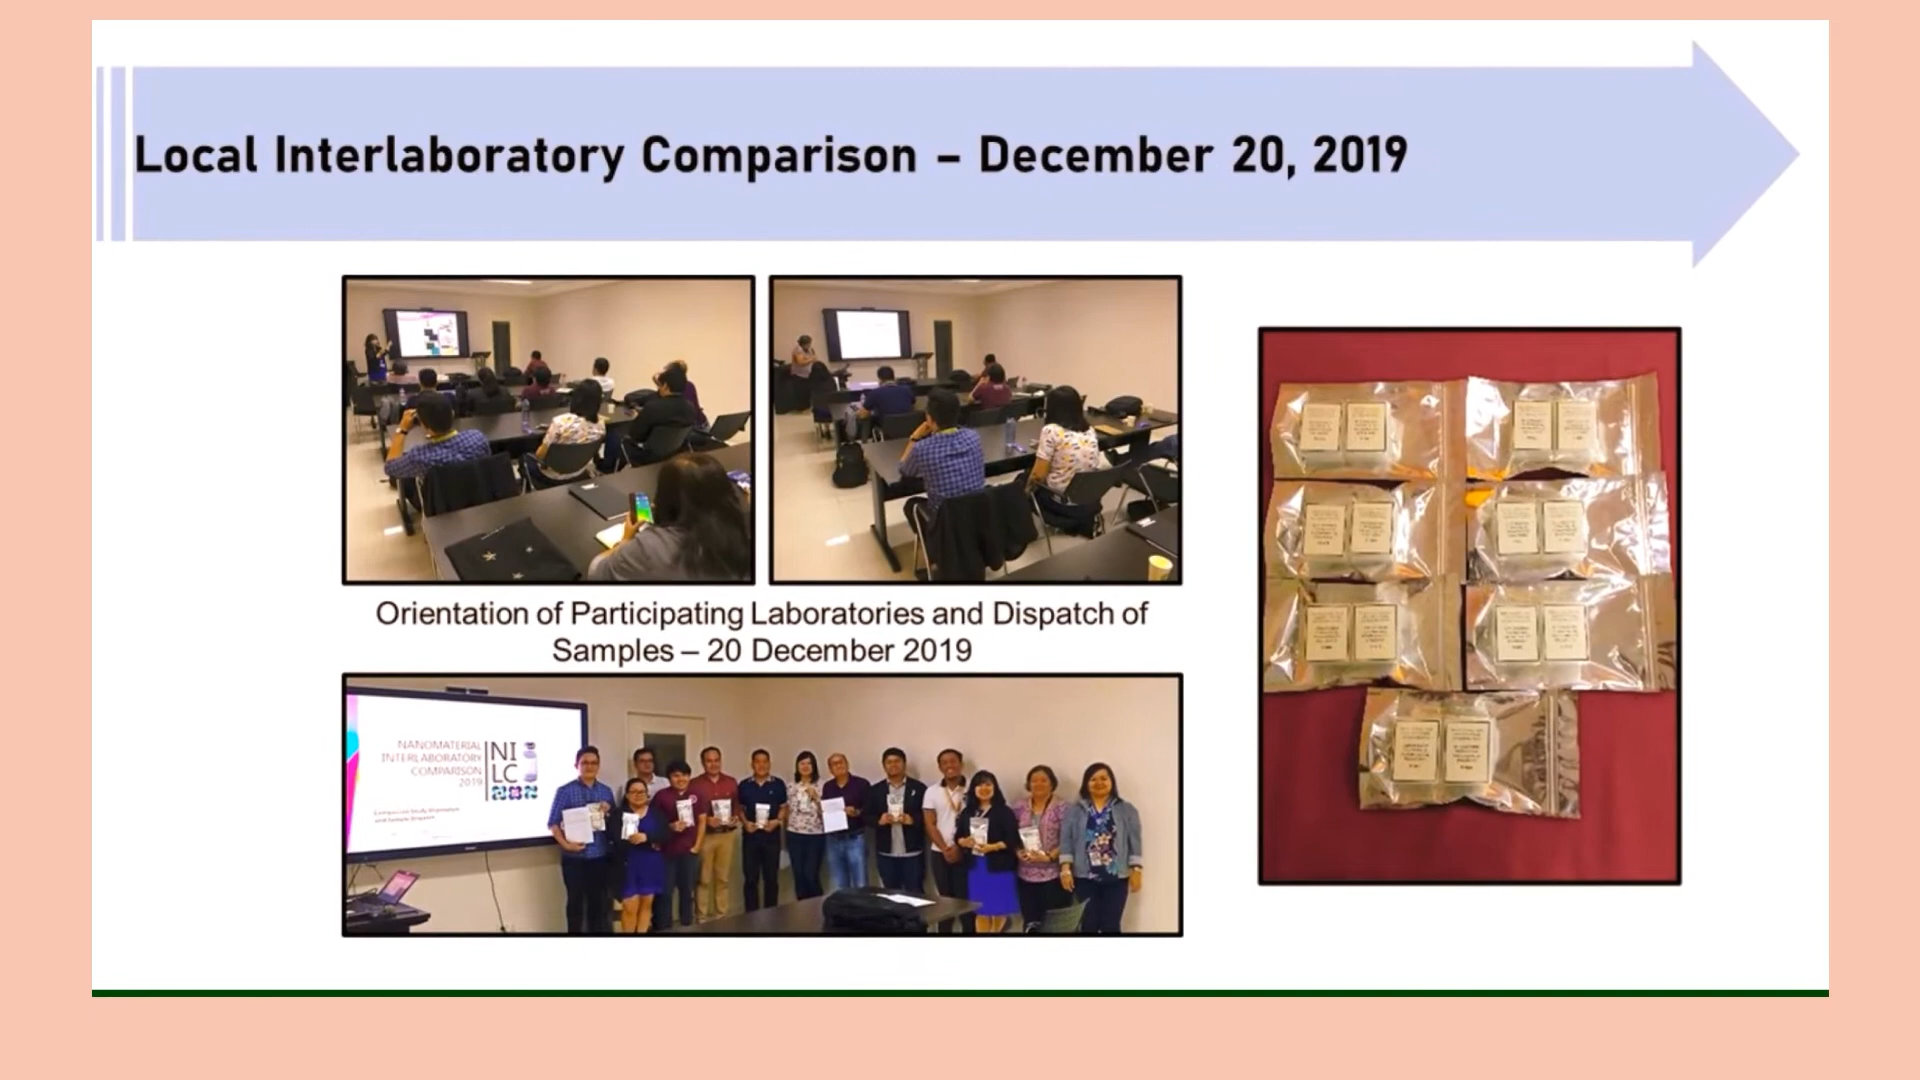 Local Interlaboratory Comparison – December 20, 2019
Orientation of Participating Laboratories and Dispatch of
Samples – 20 December 2019
NANOMATERIAL
INTERLABORATORY
COMPARISON
2019
NI
LC